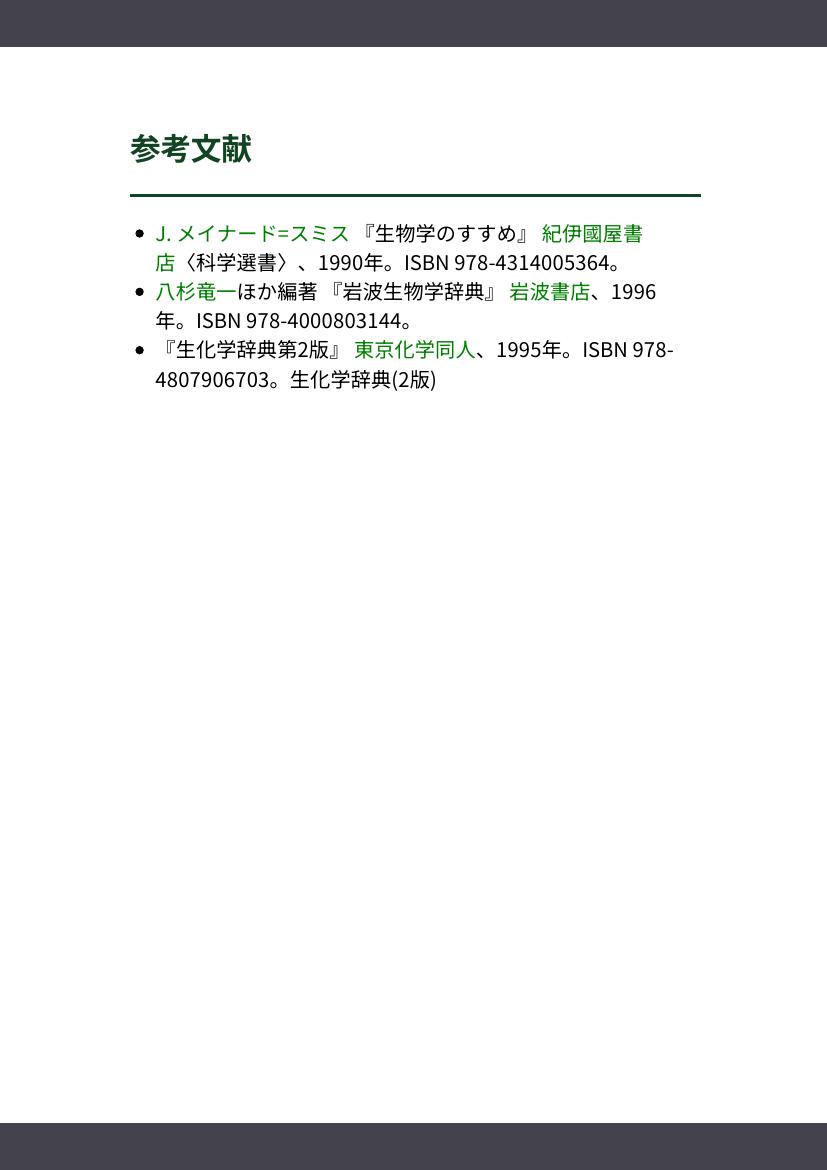 参考文献
J. メイナード=スミス 『生物学のすすめ』 紀伊國屋書
店〈科学選書〉、1990年。ISBN 978-4314005364。
八杉竜一ほか編著 『岩波生物学辞典』 岩波書店、1996
年。ISBN 978-4000803144。
『生化学辞典第2版』 東京化学同人、1995年。ISBN 978-
4807906703。生化学辞典(2版)